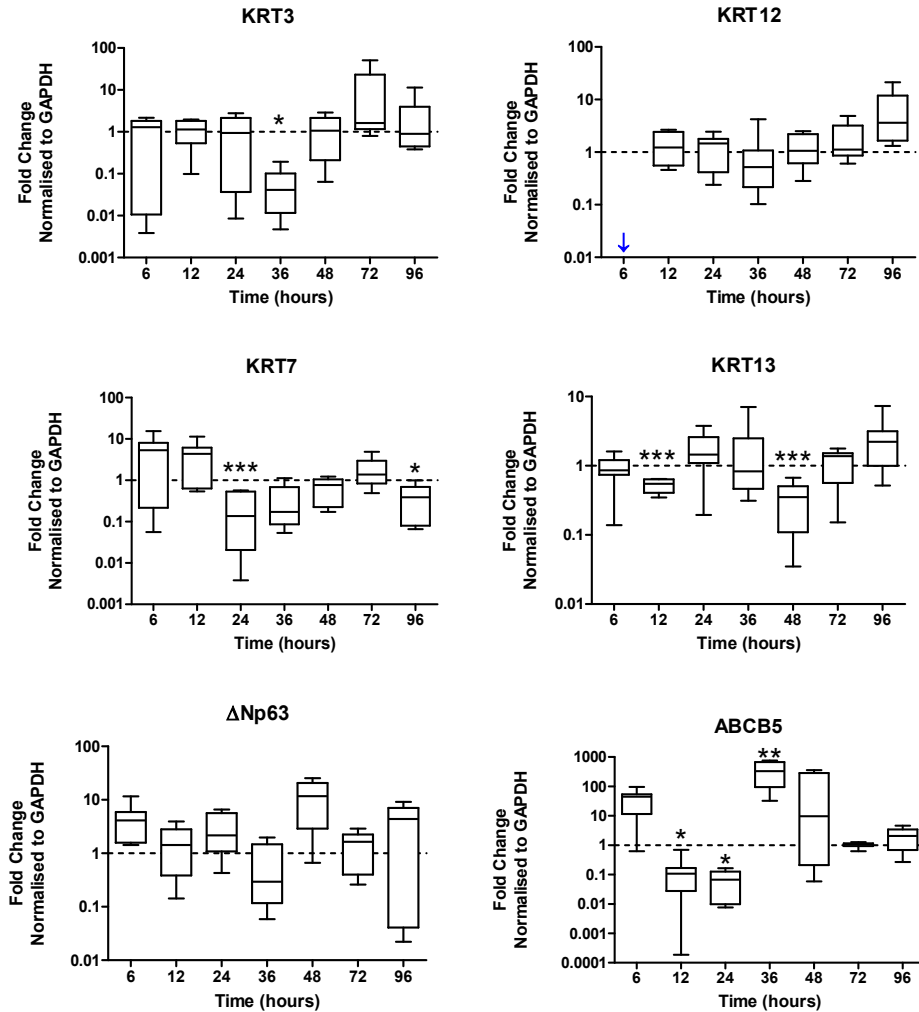 KRT3
Fold Change
Normalised to GAPDH
100
10
1
0.1
0.01
0.001
*
6 12 24 36 48 72 96
Time (hours)
KRT12
Fold Change
Normalised to GAPDH
100
10
1
0.1
0.01
↓
6 12 24 36 48 72 96
Time (hours)
KRT7
Fold Change
Normalised to GAPDH
100
10
1
0.1
0.01
0.001
*** *
6 12 24 36 48 72 96
Time (hours)
KRT13
Fold Change
Normalised to GAPDH
10
1
0.1
0.01
*** ***
6 12 24 36 48 72 96
Time (hours)
ΔNp63
Fold Change
Normalised to GAPDH
100
10
1
0.1
0.01
6 12 24 36 48 72 96
Time (hours)
ABCB5
Fold Change
Normalised to GAPDH
1000
100
10
1
0.1
0.01
0.001
0.0001
* * **
6 12 24 36 48 72 96
Time (hours)